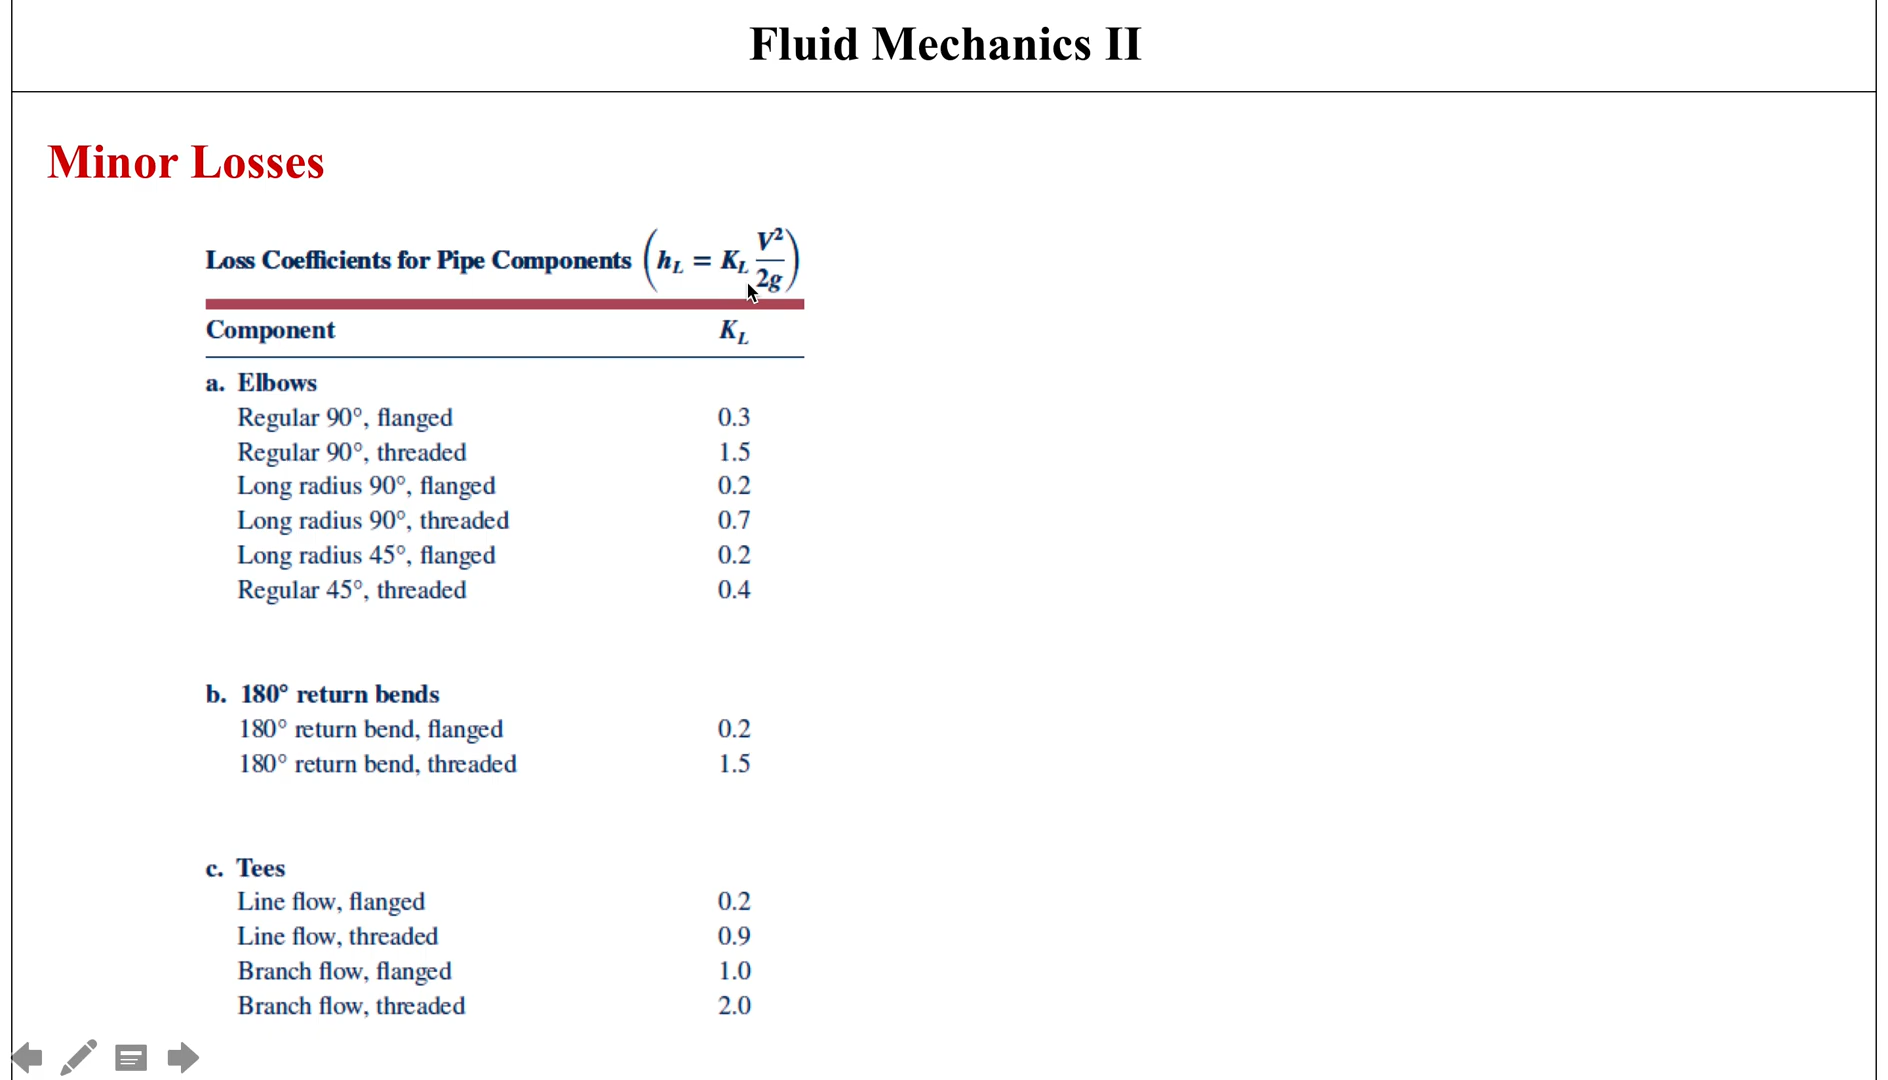 Fluid Mechanics II
Minor Losses
Loss Coefficients for Pipe Components (h_L = K_L V²/2g)
Component K_L
a. Elbows
Regular 90°, flanged 0.3
Regular 90°, threaded 1.5
Long radius 90°, flanged 0.2
Long radius 90°, threaded 0.7
Long radius 45°, flanged 0.2
Regular 45°, threaded 0.4
b. 180° return bends
180° return bend, flanged 0.2
180° return bend, threaded 1.5
c. Tees
Line flow, flanged 0.2
Line flow, threaded 0.9
Branch flow, flanged 1.0
Branch flow, threaded 2.0